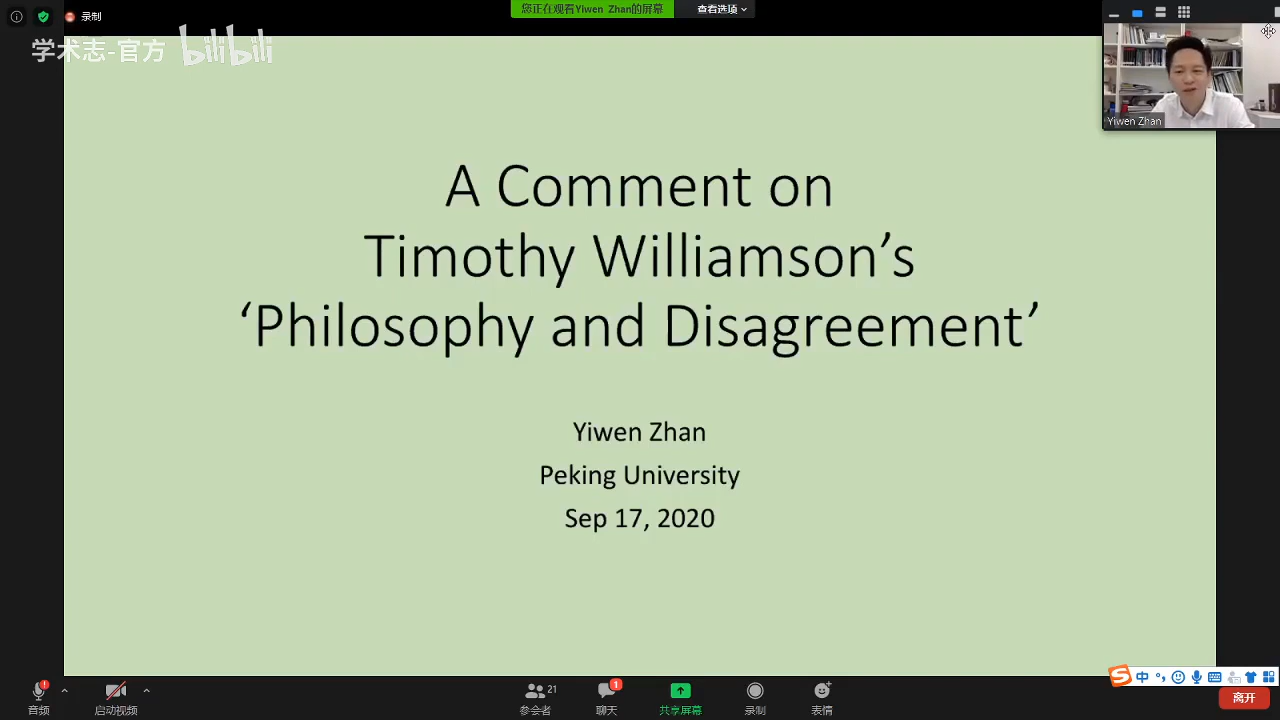 录制
您正在观看Yiwen Zhan的屏幕
查看选项
学术志-官方 bilibili
Yiwen Zhan
A Comment on
Timothy Williamson’s
‘Philosophy and Disagreement’
Yiwen Zhan
Peking University
Sep 17, 2020
中
音频
启动视频
21
参会者
1
聊天
共享屏幕
录制
表情
离开